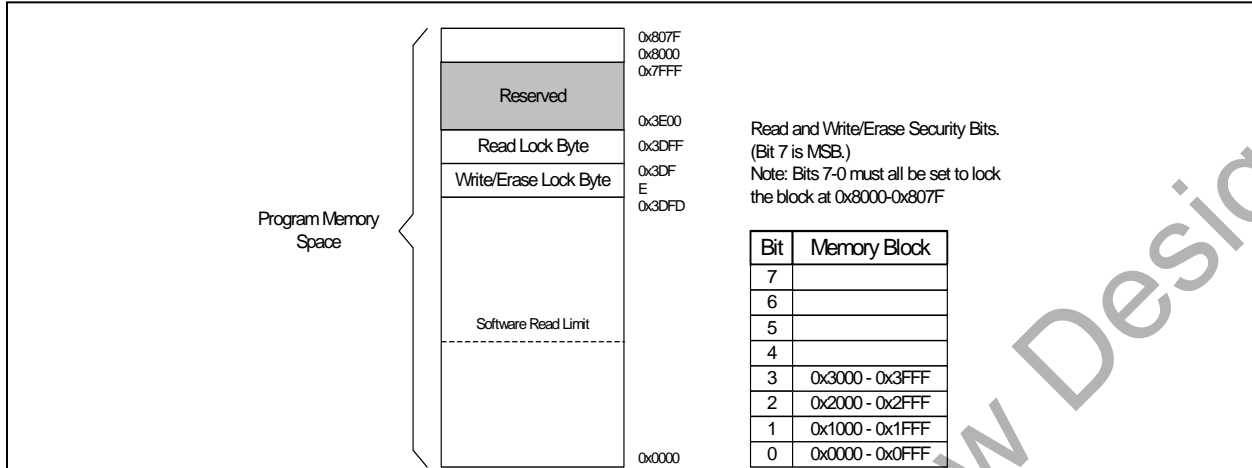 0x807F
0x8000
0x7FFF
Reserved
0x3E00
Read Lock Byte
0x3DFF
Write/Erase Lock Byte
0x3DF
E
0x3DFD
Program Memory
Space
Software Read Limit
0x0000
Read and Write/Erase Security Bits.
(Bit 7 is MSB.)
Note: Bits 7-0 must all be set to lock
the block at 0x8000-0x807F
Bit Memory Block
7
6
5
4
3 0x3000 - 0x3FFF
2 0x2000 - 0x2FFF
1 0x1000 - 0x1FFF
0 0x0000 - 0x0FFF
w Desig